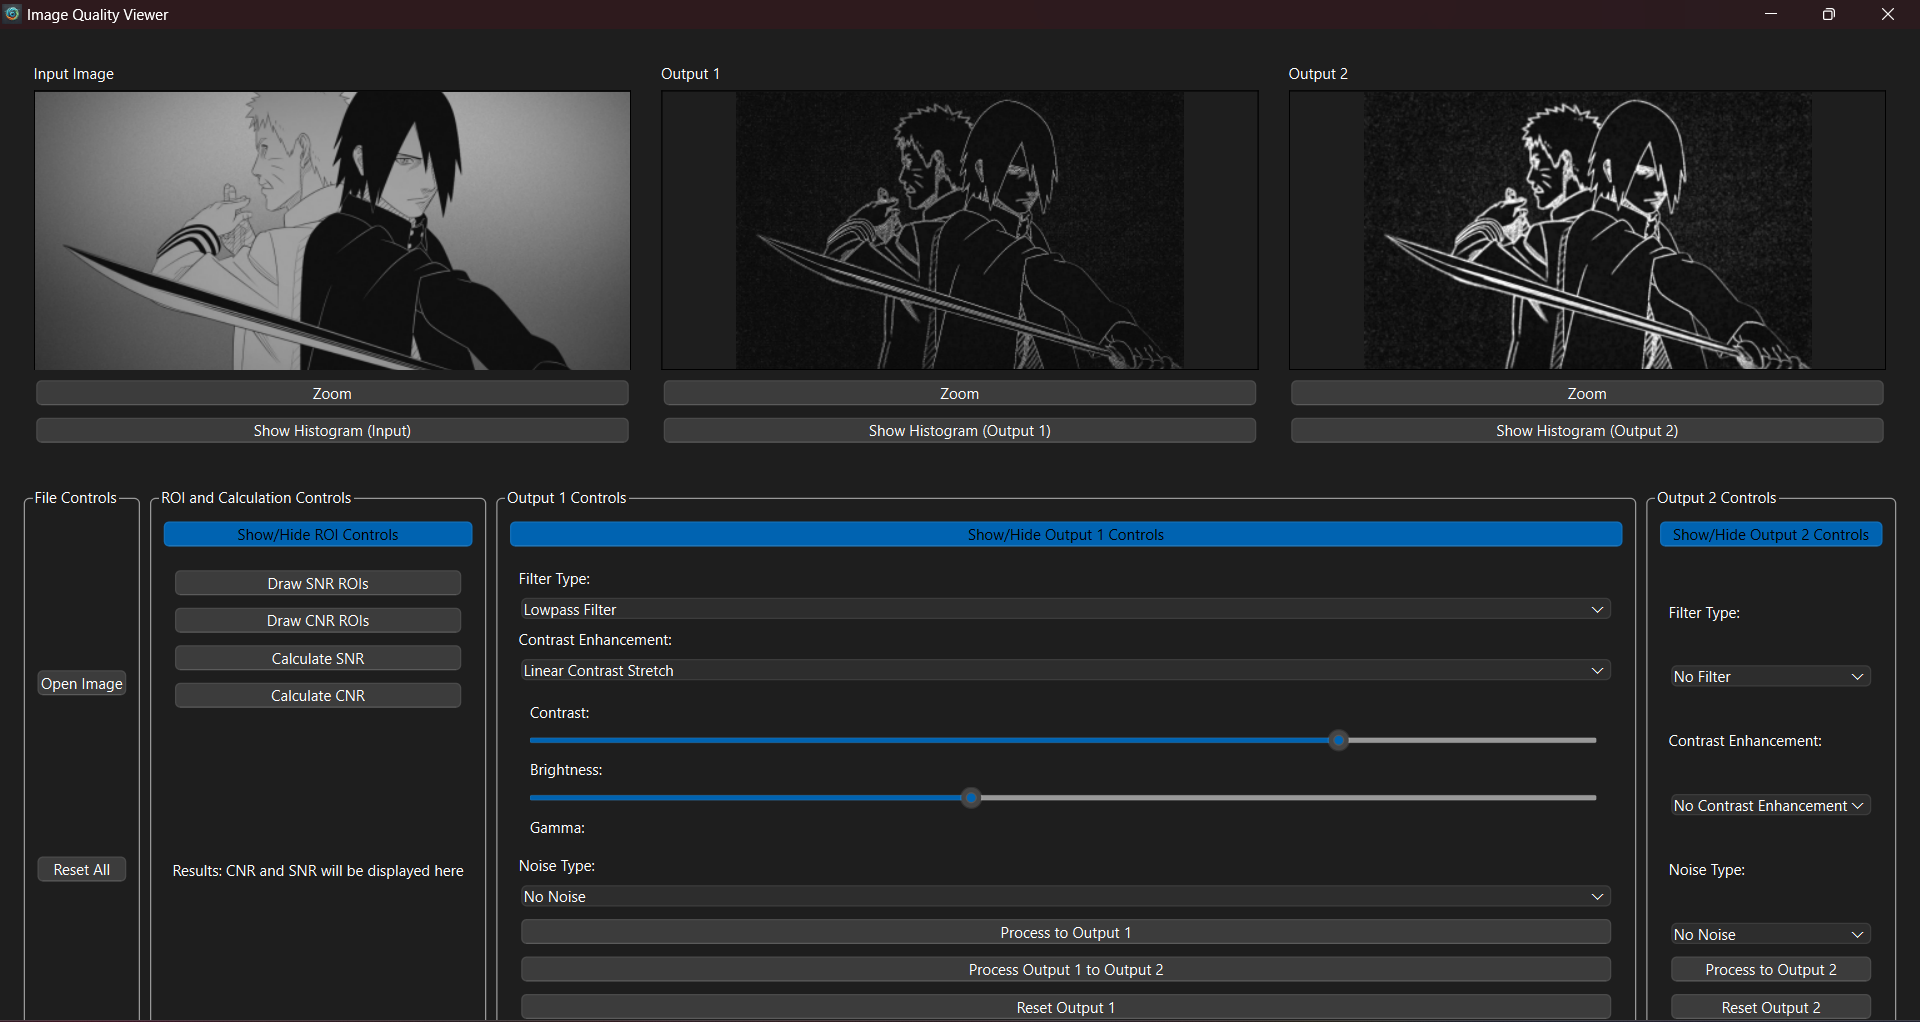 Image Quality Viewer
Input Image
Output 1
Output 2
Zoom
Zoom
Zoom
Show Histogram (Input)
Show Histogram (Output 1)
Show Histogram (Output 2)
File Controls
Open Image
Reset All
ROI and Calculation Controls
Show/Hide ROI Controls
Draw SNR ROIs
Draw CNR ROIs
Calculate SNR
Calculate CNR
Results: CNR and SNR will be displayed here
Output 1 Controls
Show/Hide Output 1 Controls
Filter Type:
Lowpass Filter
Contrast Enhancement:
Linear Contrast Stretch
Contrast:
Brightness:
Gamma:
Noise Type:
No Noise
Process to Output 1
Process Output 1 to Output 2
Reset Output 1
Output 2 Controls
Show/Hide Output 2 Controls
Filter Type:
No Filter
Contrast Enhancement:
No Contrast Enhancement
Noise Type:
No Noise
Process to Output 2
Reset Output 2